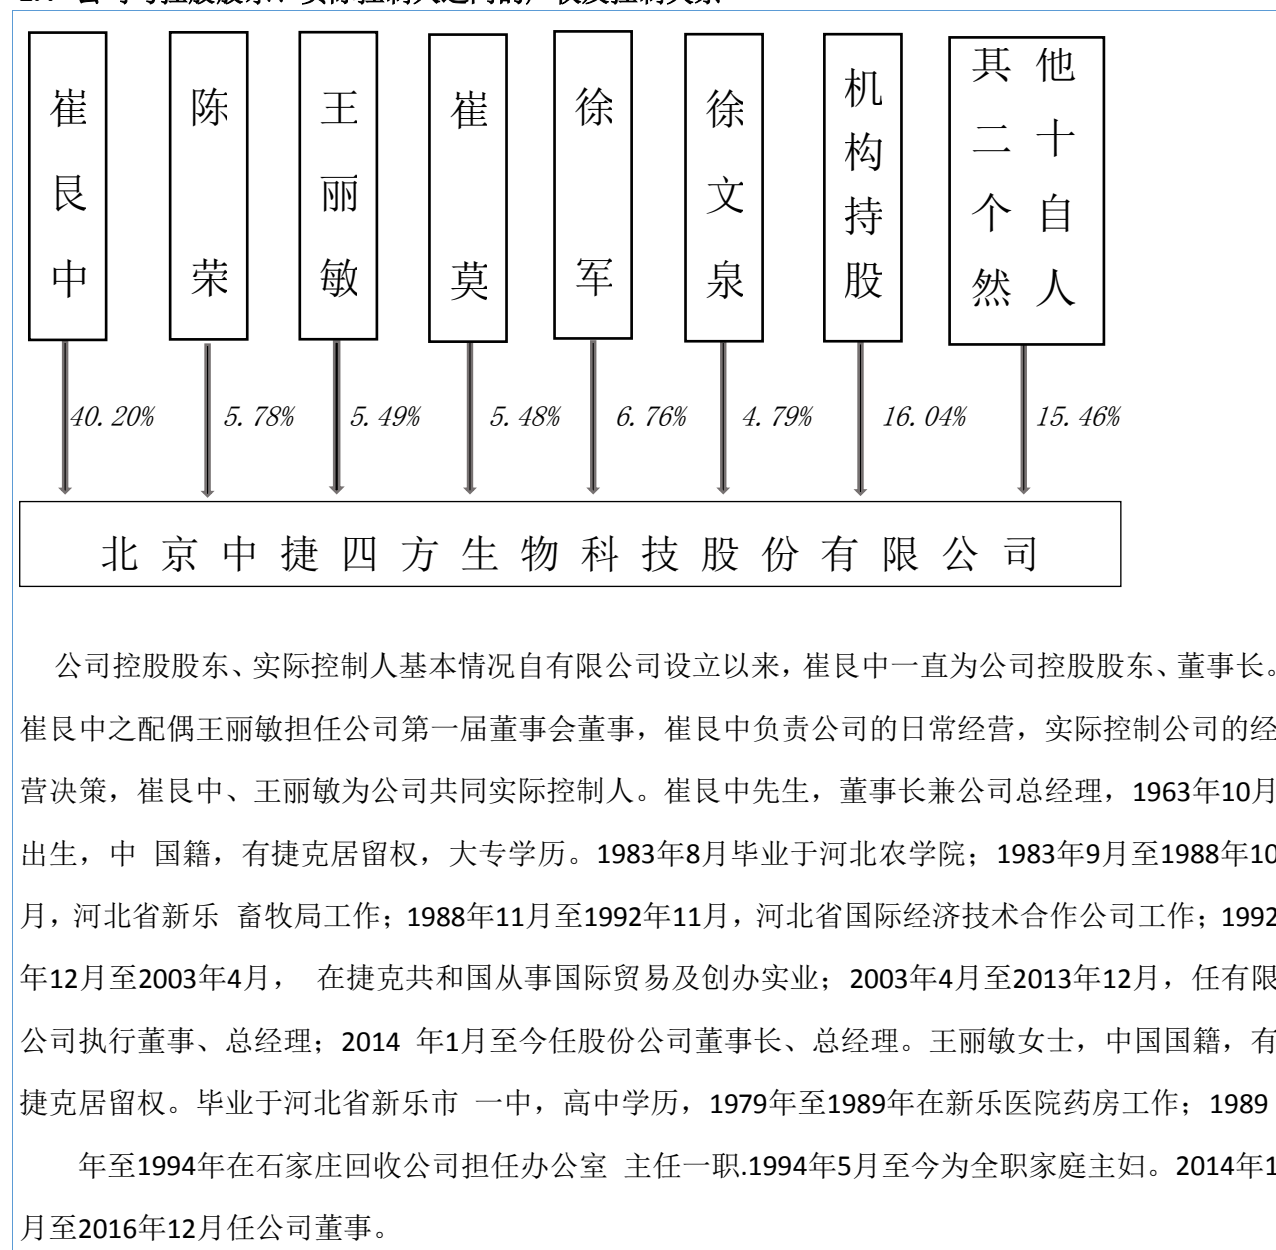 崔艮中
陈荣
王丽敏
崔莫
徐军
徐文泉
机构持股
其他
二十
个自
然人
40.20%
5.78%
5.49%
5.48%
6.76%
4.79%
16.04%
15.46%
北京中捷四方生物科技股份有限公司
公司控股股东、实际控制人基本情况自有限公司设立以来，崔艮中一直为公司控股股东、董事长。
崔艮中之配偶王丽敏担任公司第一届董事会董事，崔艮中负责公司的日常经营，实际控制公司的经
营决策，崔艮中、王丽敏为公司共同实际控制人。崔艮中先生，董事长兼公司总经理，1963年10月
出生，中 国籍，有捷克居留权，大专学历。1983年8月毕业于河北农学院；1983年9月至1988年10
月，河北省新乐 畜牧局工作；1988年11月至1992年11月，河北省国际经济技术合作公司工作；1992
年12月至2003年4月， 在捷克共和国从事国际贸易及创办实业；2003年4月至2013年12月，任有限
公司执行董事、总经理；2014 年1月至今任股份公司董事长、总经理。王丽敏女士，中国国籍，有
捷克居留权。毕业于河北省新乐市 一中，高中学历，1979年至1989年在新乐医院药房工作；1989
年至1994年在石家庄回收公司担任办公室 主任一职.1994年5月至今为全职家庭主妇。2014年1
月至2016年12月任公司董事。